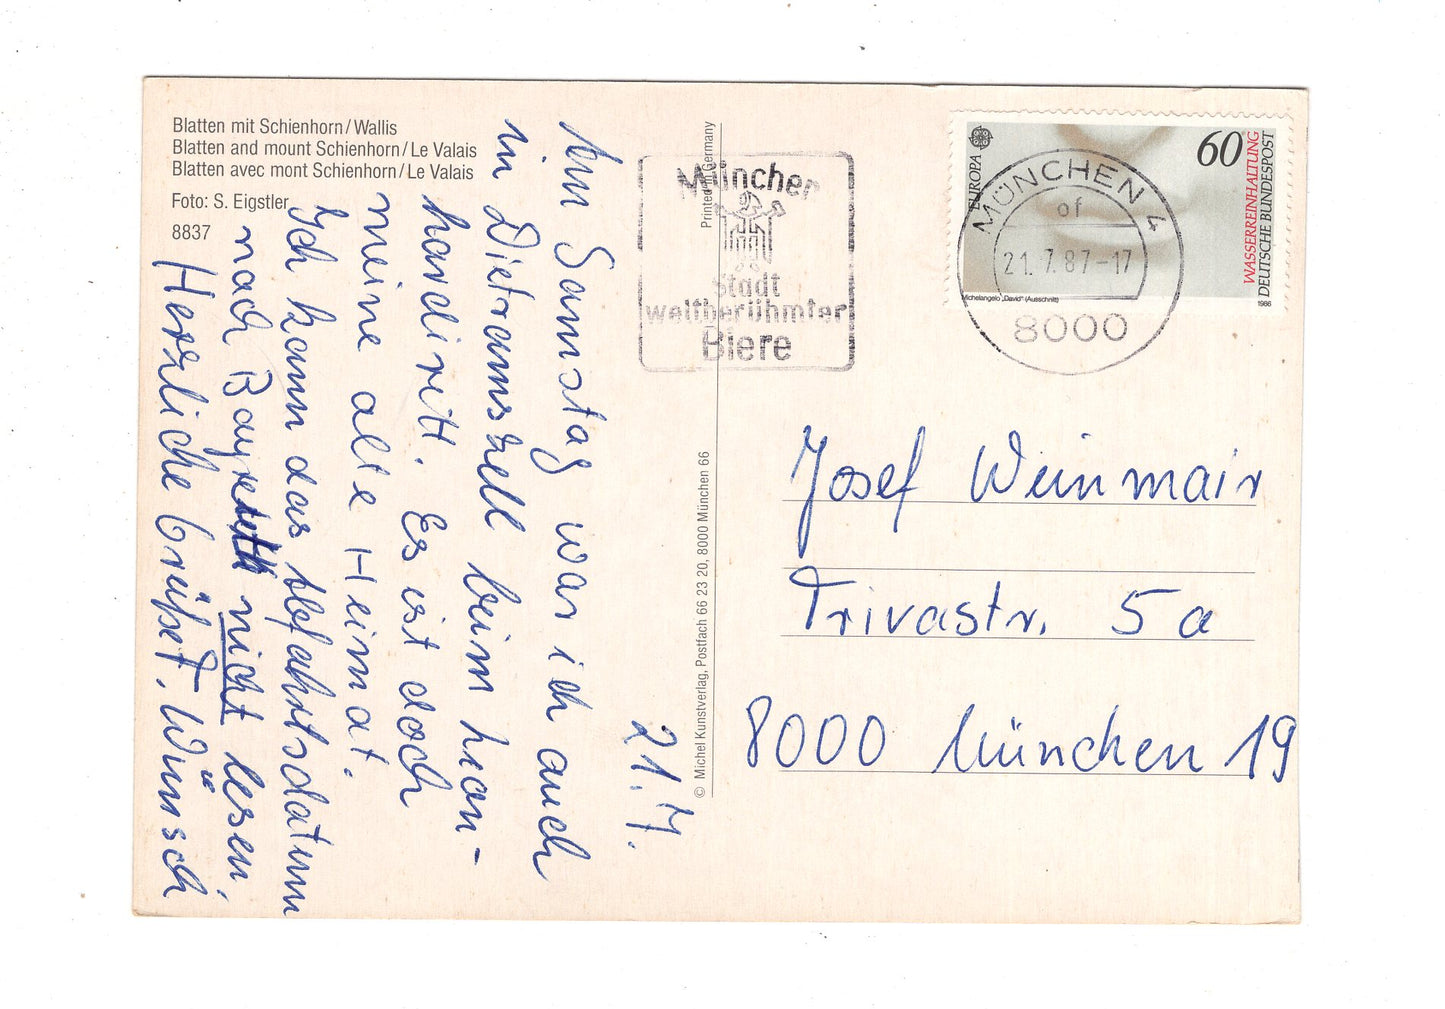 Blatten mit Schienhorn/Wallis
Blatten and mount Schienhorn/Le Valais
Blatten avec mont Schienhorn/Le Valais
Foto: S. Eigstler
8837
21.7.
Am Samstag war ich auch
in Dietramszell beim Leon-
hardiritt. Es ist doch
meine alte Heimat.
Ich kann das Abfahrtsdatum
nach Bayreuth nicht lesen.
Herzliche Grüße F. Wünsch
Printed in Germany
© Michel Kunstverlag, Postfach 66 23 20, 8000 München 66
München
Stadt
weltberühmter
Biere
MÜNCHEN 4
of
21.7.87-17
8000
EUROPA
60
WASSERREINHALTUNG
DEUTSCHE BUNDESPOST
Michelangelo „David" (Ausschnitt)
1986
Josef Weinmair
Trivastr. 5a
8000 München 19